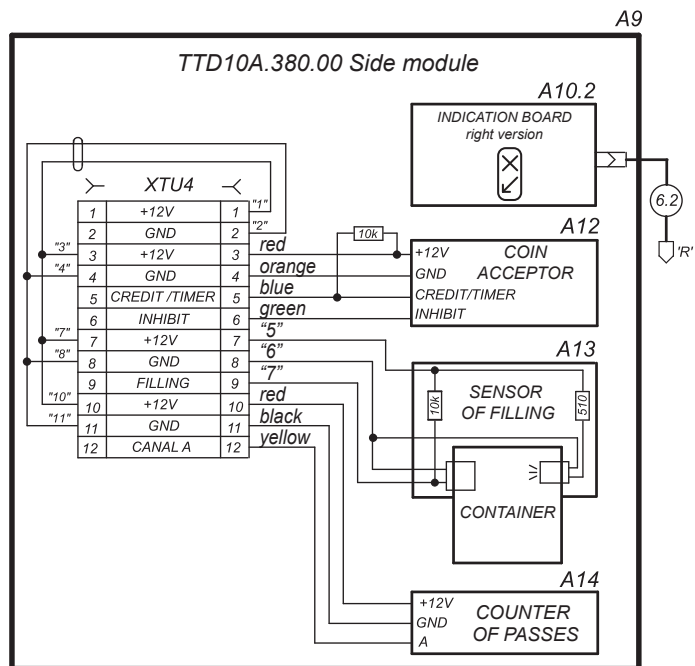 A9
TTD10A.380.00 Side module
A10.2
INDICATION BOARD
right version
6.2
'R'
XTU4
1 +12V 1 "1"
2 GND 2 "2"
"3" 3 +12V 3 red
"4" 4 GND 4 orange
5 CREDIT /TIMER 5 blue
6 INHIBIT 6 green
"7" 7 +12V 7 “5”
"8" 8 GND 8 “6”
9 FILLING 9 “7”
"10" 10 +12V 10 red
"11" 11 GND 11 black
12 CANAL A 12 yellow
10k
A12
+12V
GND
CREDIT/TIMER
INHIBIT
COIN
ACCEPTOR
A13
SENSOR
OF FILLING
10k
510
CONTAINER
A14
+12V
GND
A
COUNTER
OF PASSES